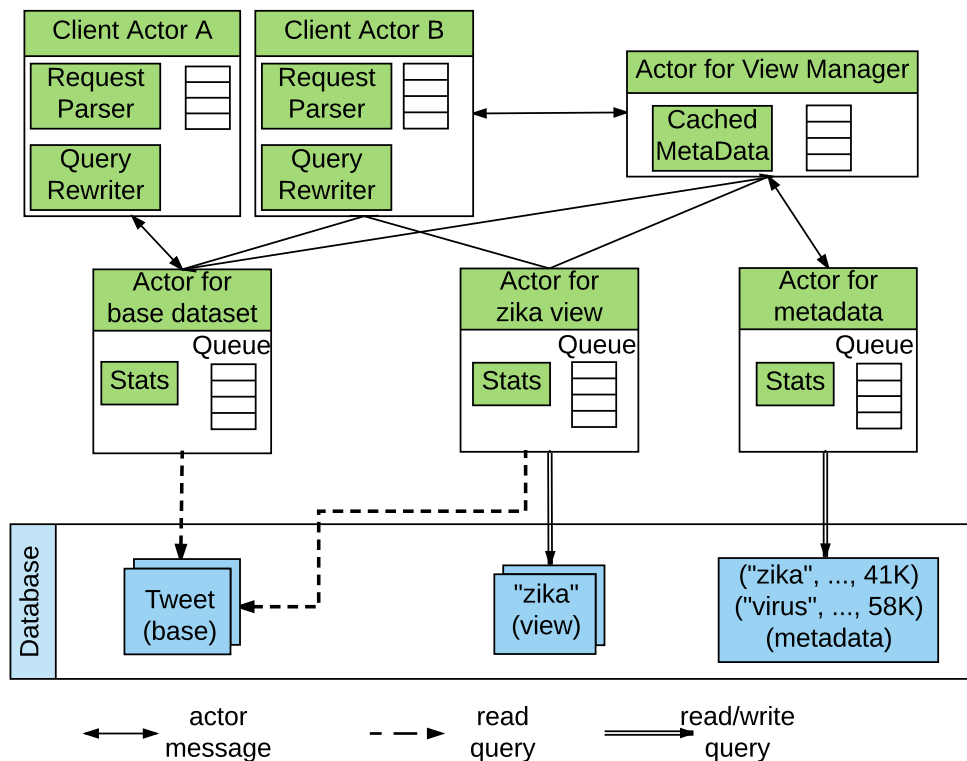 Client Actor A
Request
Parser
Query
Rewriter
Client Actor B
Request
Parser
Query
Rewriter
Actor for View Manager
Cached
MetaData
Actor for
base dataset
Queue
Stats
Actor for
zika view
Queue
Stats
Actor for
metadata
Queue
Stats
Database
Tweet
(base)
"zika"
(view)
("zika", ..., 41K)
("virus", ..., 58K)
(metadata)
actor
message
read
query
read/write
query